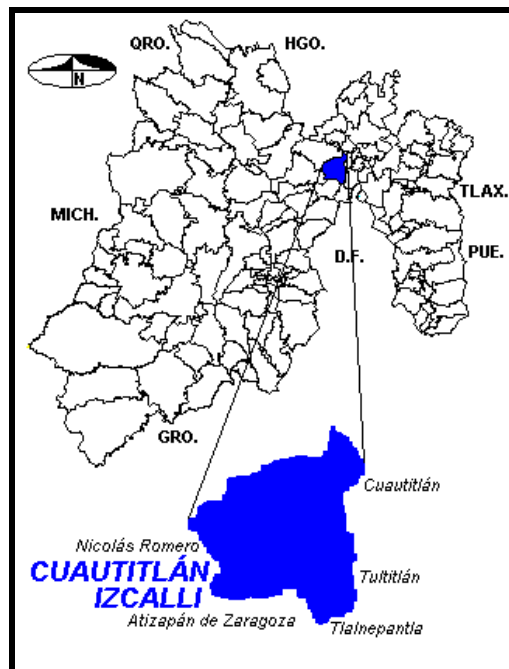 QRO.
HGO.
N
TLAX.
MICH.
PUE.
D.F.
GRO.
Cuautitlán
Nicolás Romero
CUAUTITLÁN
IZCALLI
Tultitlán
Atizapán de Zaragoza
Tlalnepantla